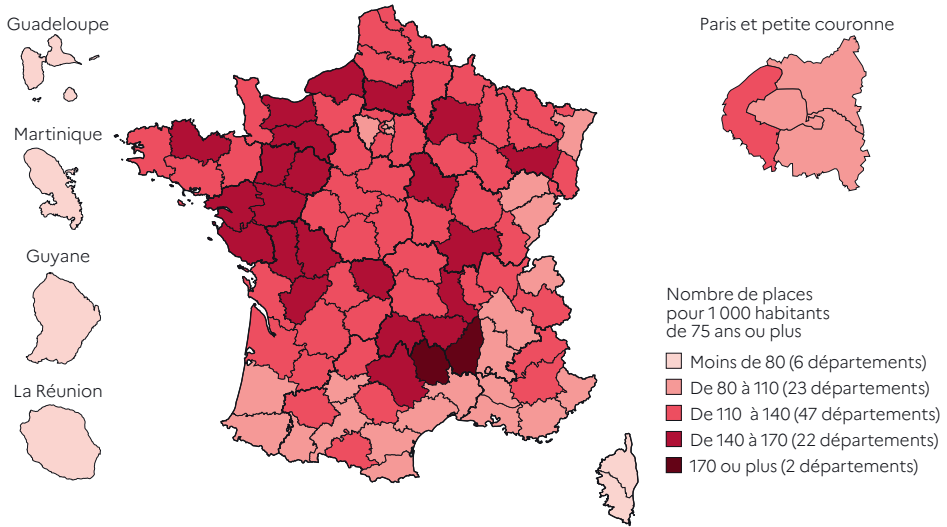 Guadeloupe
Martinique
Guyane
La Réunion
Paris et petite couronne
Nombre de places
pour 1 000 habitants
de 75 ans ou plus
Moins de 80 (6 départements)
De 80 à 110 (23 départements)
De 110 à 140 (47 départements)
De 140 à 170 (22 départements)
170 ou plus (2 départements)